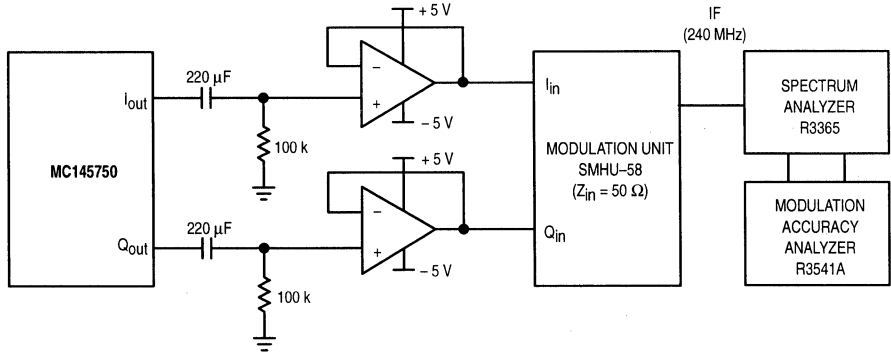 IF
(240 MHz)
+ 5 V
220 µF
Iout
−
+
− 5 V
100 k
MC145750
Iin
MODULATION UNIT
SMHU–58
(Zin = 50 Ω)
Qin
SPECTRUM
ANALYZER
R3365
+ 5 V
220 µF
Qout
−
+
− 5 V
100 k
MODULATION
ACCURACY
ANALYZER
R3541A